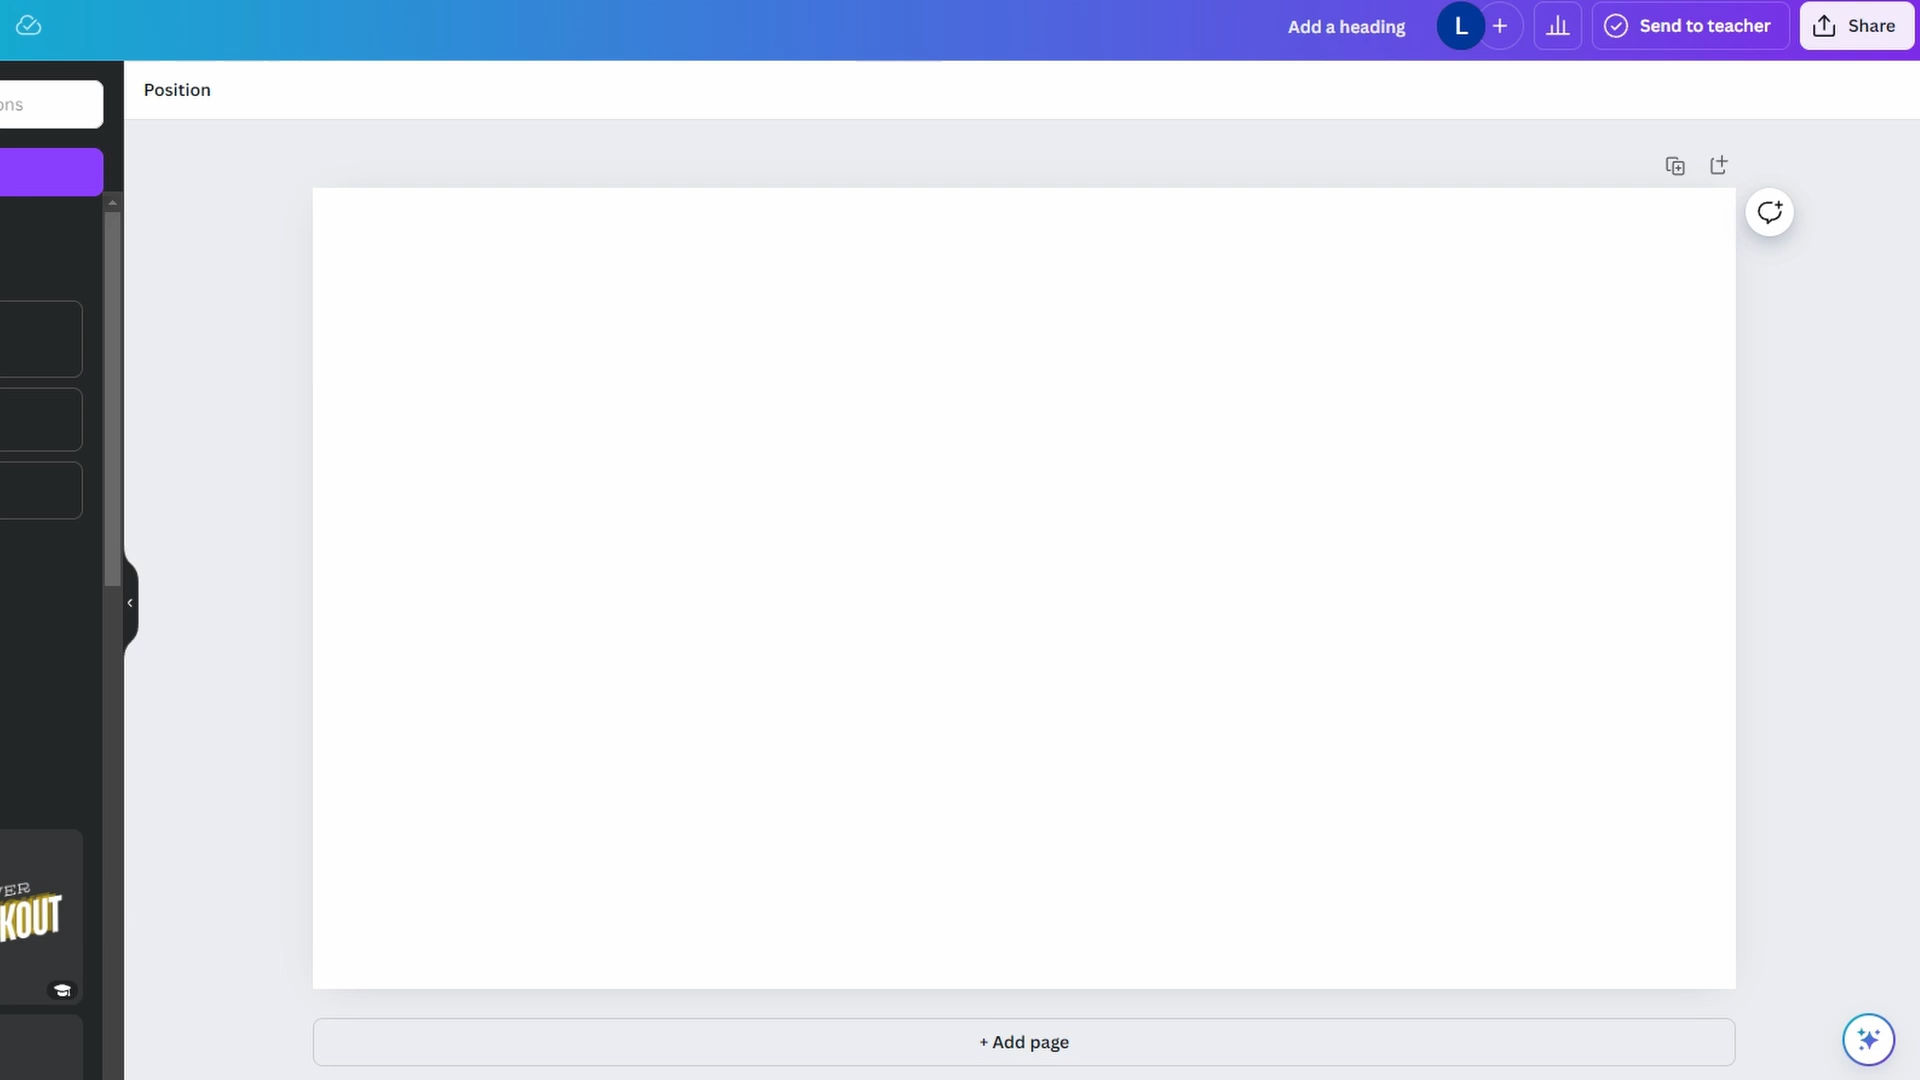 Add a heading
L
Send to teacher
Share
ons
Position
VER
KOUT
+ Add page